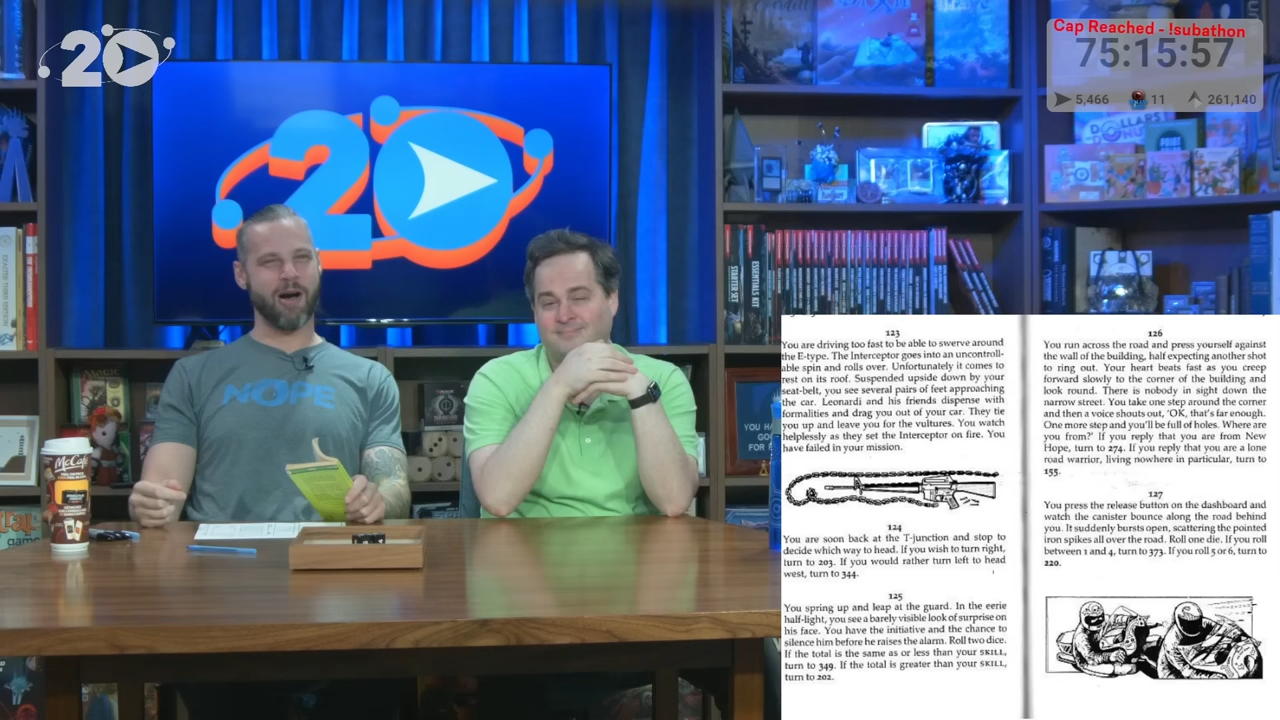 20
Cap Reached - !subathon
75:15:57
5,466
11
261,140
20
DOLLARS
STARTER SET
ESSENTIALS KIT
NOPE
McCafé
YOU HA
GO
FOR
game
123
You are driving too fast to be able to swerve around
the E-type. The Interceptor goes into an uncontroll-
able spin and rolls over. Unfortunately it comes to
rest on its roof. Suspended upside down by your
seat-belt, you see several pairs of feet approaching
the car. Leonardi and his friends dispense with
formalities and drag you out of your car. They tie
you up and leave you for the vultures. You watch
helplessly as they set the Interceptor on fire. You
have failed in your mission.
124
You are soon back at the T-junction and stop to
decide which way to head. If you wish to turn right,
turn to 203. If you would rather turn left to head
west, turn to 344.
125
You spring up and leap at the guard. In the eerie
half-light, you see a barely visible look of surprise on
his face. You have the initiative and the chance to
silence him before he raises the alarm. Roll two dice.
If the total is the same as or less than your SKILL,
turn to 349. If the total is greater than your SKILL,
turn to 202.
126
You run across the road and press yourself against
the wall of the building, half expecting another shot
to ring out. Your heart beats fast as you creep
forward slowly to the corner of the building and
look round. There is nobody in sight down the
narrow street. You take one step around the corner
and then a voice shouts out, 'OK, that's far enough.
One more step and you'll be full of holes. Where are
you from?' If you reply that you are from New
Hope, turn to 274. If you reply that you are a lone
road warrior, living nowhere in particular, turn to
155.
127
You press the release button on the dashboard and
watch the canister bounce along the road behind
you. It suddenly bursts open, scattering the pointed
iron spikes all over the road. Roll one die. If you roll
between 1 and 4, turn to 373. If you roll 5 or 6, turn to
220.